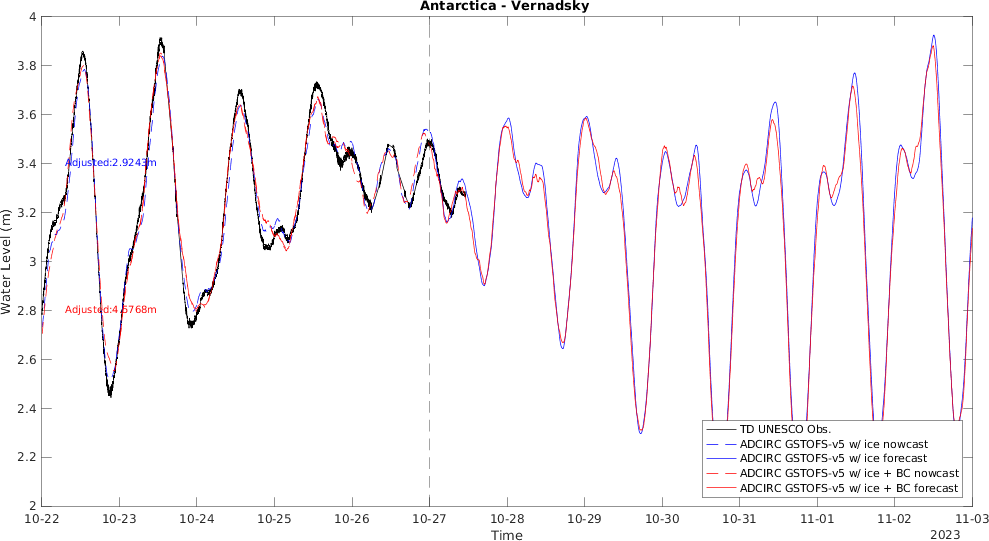 Antarctica - Vernadsky
4
3.8
3.6
3.4
3.2
3
2.8
2.6
2.4
2.2
2
Water Level (m)
Adjusted:2.9243m
Adjusted:4.6768m
TD UNESCO Obs.
ADCIRC GSTOFS-v5 w/ ice nowcast
ADCIRC GSTOFS-v5 w/ ice forecast
ADCIRC GSTOFS-v5 w/ ice + BC nowcast
ADCIRC GSTOFS-v5 w/ ice + BC forecast
10-22 10-23 10-24 10-25 10-26 10-27 10-28 10-29 10-30 10-31 11-01 11-02 11-03
Time
2023